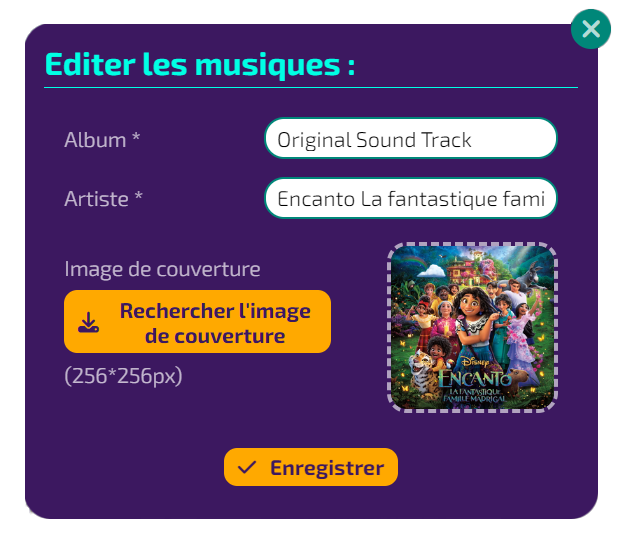 Editer les musiques :
Album *
Original Sound Track
Artiste *
Encanto La fantastique fami
Image de couverture
Rechercher l'image
de couverture
(256*256px)
Disney
ENCANTO
LA FANTASTIQUE
FAMILLE MADRIGAL
Enregistrer